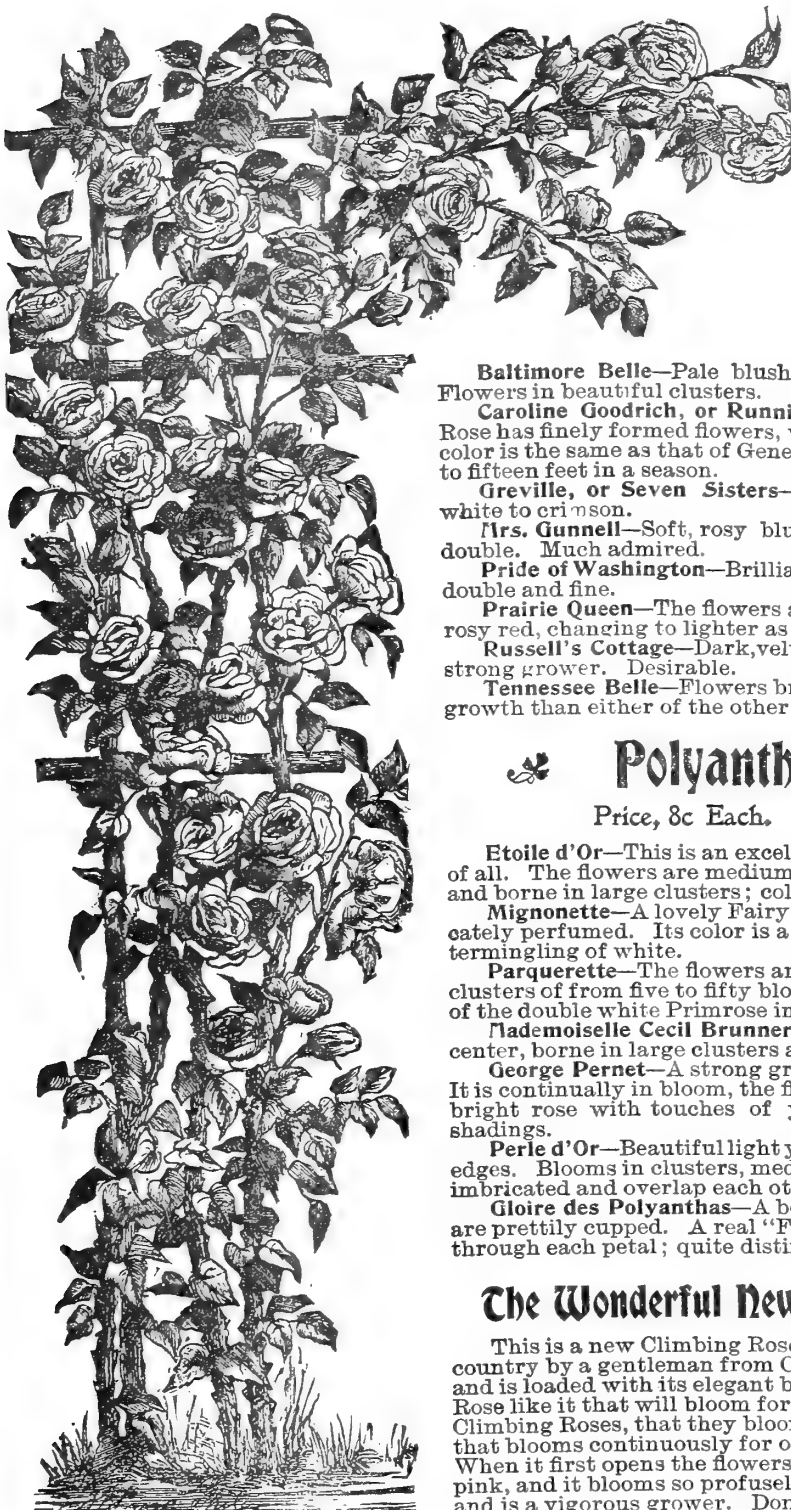 Baltimore Belle—Pale blush
Flowers in beautiful clusters.
Caroline Goodrich, or Runni
Rose has finely formed flowers, v
color is the same as that of Gene
to fifteen feet in a season.
Greville, or Seven Sisters—
white to crimson.
Mrs. Gunnell—Soft, rosy blu
double. Much admired.
Pride of Washington—Brillia
double and fine.
Prairie Queen—The flowers a
rosy red, changing to lighter as
Russell's Cottage—Dark, vel
strong grower. Desirable.
Tennessee Belle—Flowers br
growth than either of the other
Polyanth
Price, 8c Each.
Etoile d'Or—This is an excel
of all. The flowers are medium
and borne in large clusters; col
Mignonette—A lovely Fairy
cately perfumed. Its color is a
termingling of white.
Parquerette—The flowers ar
clusters of from five to fifty blo
of the double white Primrose in
Mademoiselle Cecil Brunner
center, borne in large clusters a
George Pernet—A strong gr
It is continually in bloom, the fl
bright rose with touches of y
shadings.
Perle d'Or—Beautiful light y
edges. Blooms in clusters, med
imbricated and overlap each ot
Gloire des Polyanthas—A be
are prettily cupped. A real "F
through each petal; quite distin
The Wonderful New
This is a new Climbing Rose
country by a gentleman from C
and is loaded with its elegant b
Rose like it that will bloom for
Climbing Roses, that they bloo
that blooms continuously for o
When it first opens the flowers
pink, and it blooms so profusel
and is a vigorous grower. Don